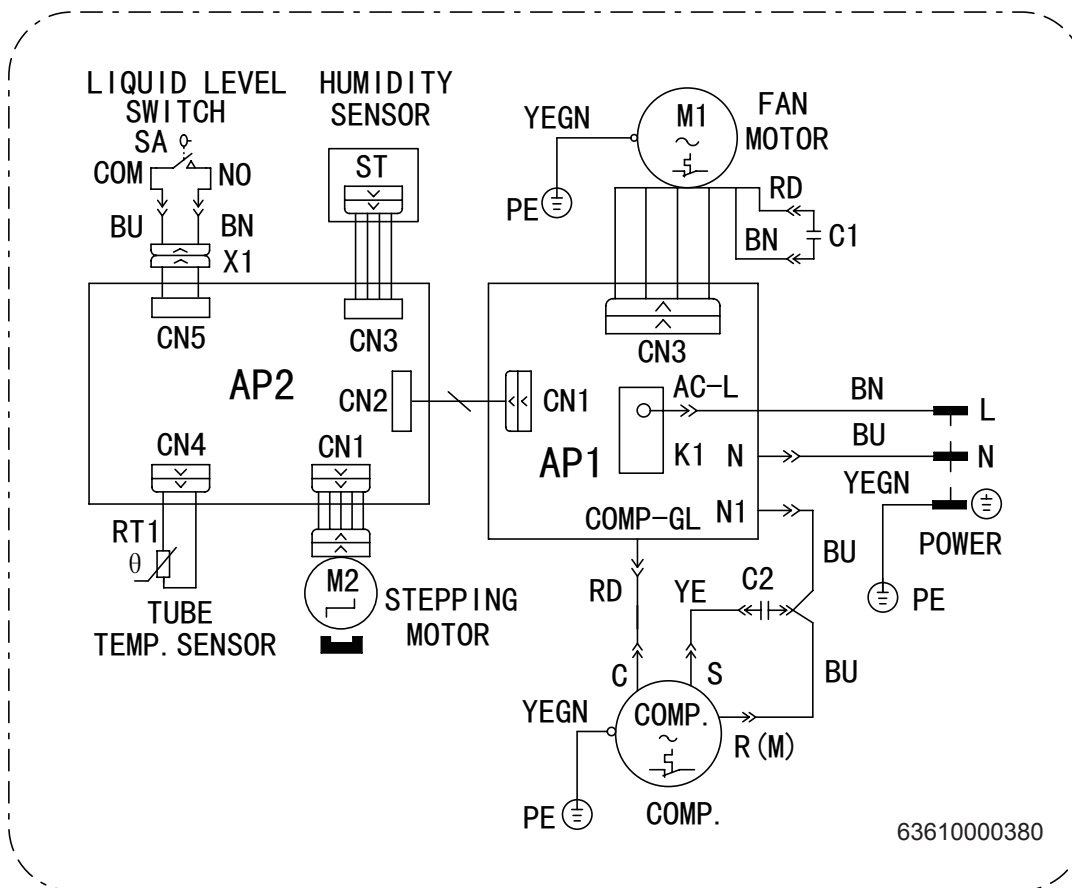 LIQUID LEVEL
SWITCH
SA
COM
NO
BU
BN
X1
CN5
HUMIDITY
SENSOR
ST
CN3
AP2
CN2
CN4
CN1
RT1
θ
TUBE
TEMP. SENSOR
M2
STEPPING
MOTOR
YEGN
PE
M1
~
FAN
MOTOR
RD
BN
C1
CN3
CN1
AP1
AC-L
K1
N
N1
COMP-GL
BN
L
BU
N
YEGN
POWER
PE
RD
YE
C2
BU
BU
C
S
R(M)
YEGN
COMP.
~
PE
COMP.
63610000380